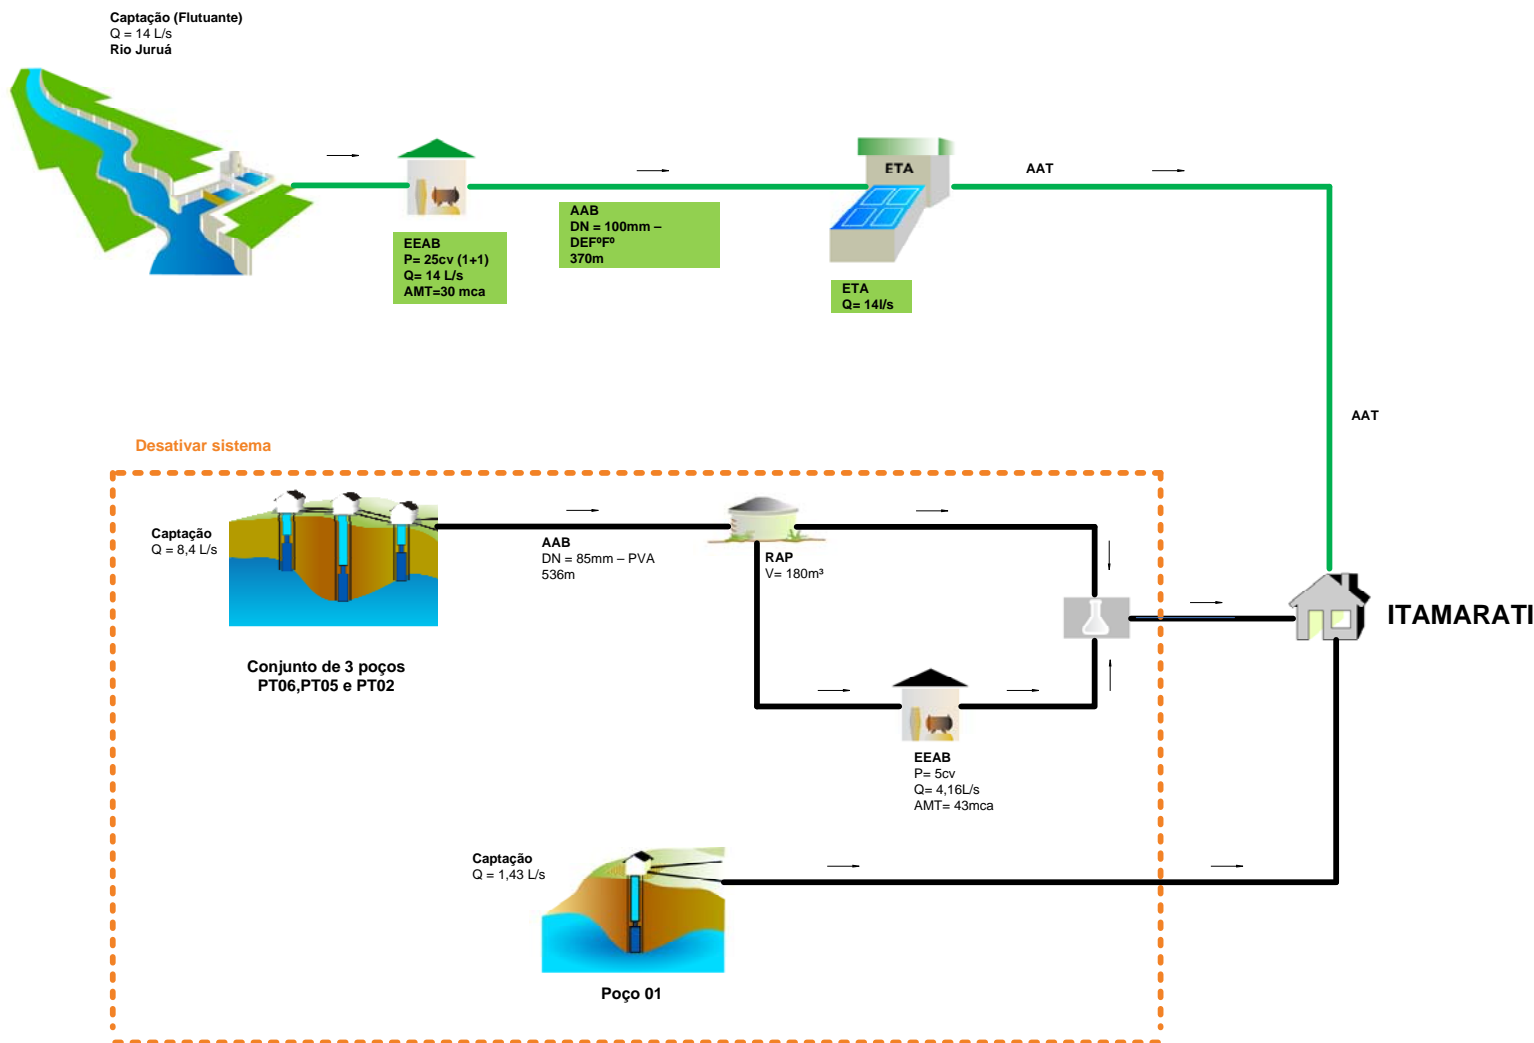 Captação (Flutuante)
Q = 14 L/s
Rio Juruá
ETA
AAT
EEAB
P= 25cv (1+1)
Q= 14 L/s
AMT=30 mca
AAB
DN = 100mm –
DEFºFº
370m
ETA
Q= 14l/s
AAT
Desativar sistema
Captação
Q = 8,4 L/s
AAB
DN = 85mm – PVA
536m
RAP
V= 180m³
Conjunto de 3 poços
PT06,PT05 e PT02
ITAMARATI
EEAB
P= 5cv
Q= 4,16L/s
AMT= 43mca
Captação
Q = 1,43 L/s
Poço 01